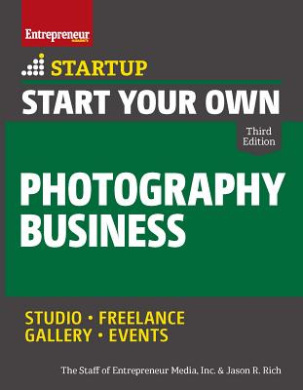 Entrepreneur
STARTUP
START YOUR OWN
Third
Edition
PHOTOGRAPHY
BUSINESS
STUDIO • FREELANCE
GALLERY • EVENTS
The Staff of Entrepreneur Media, Inc. & Jason R. Rich